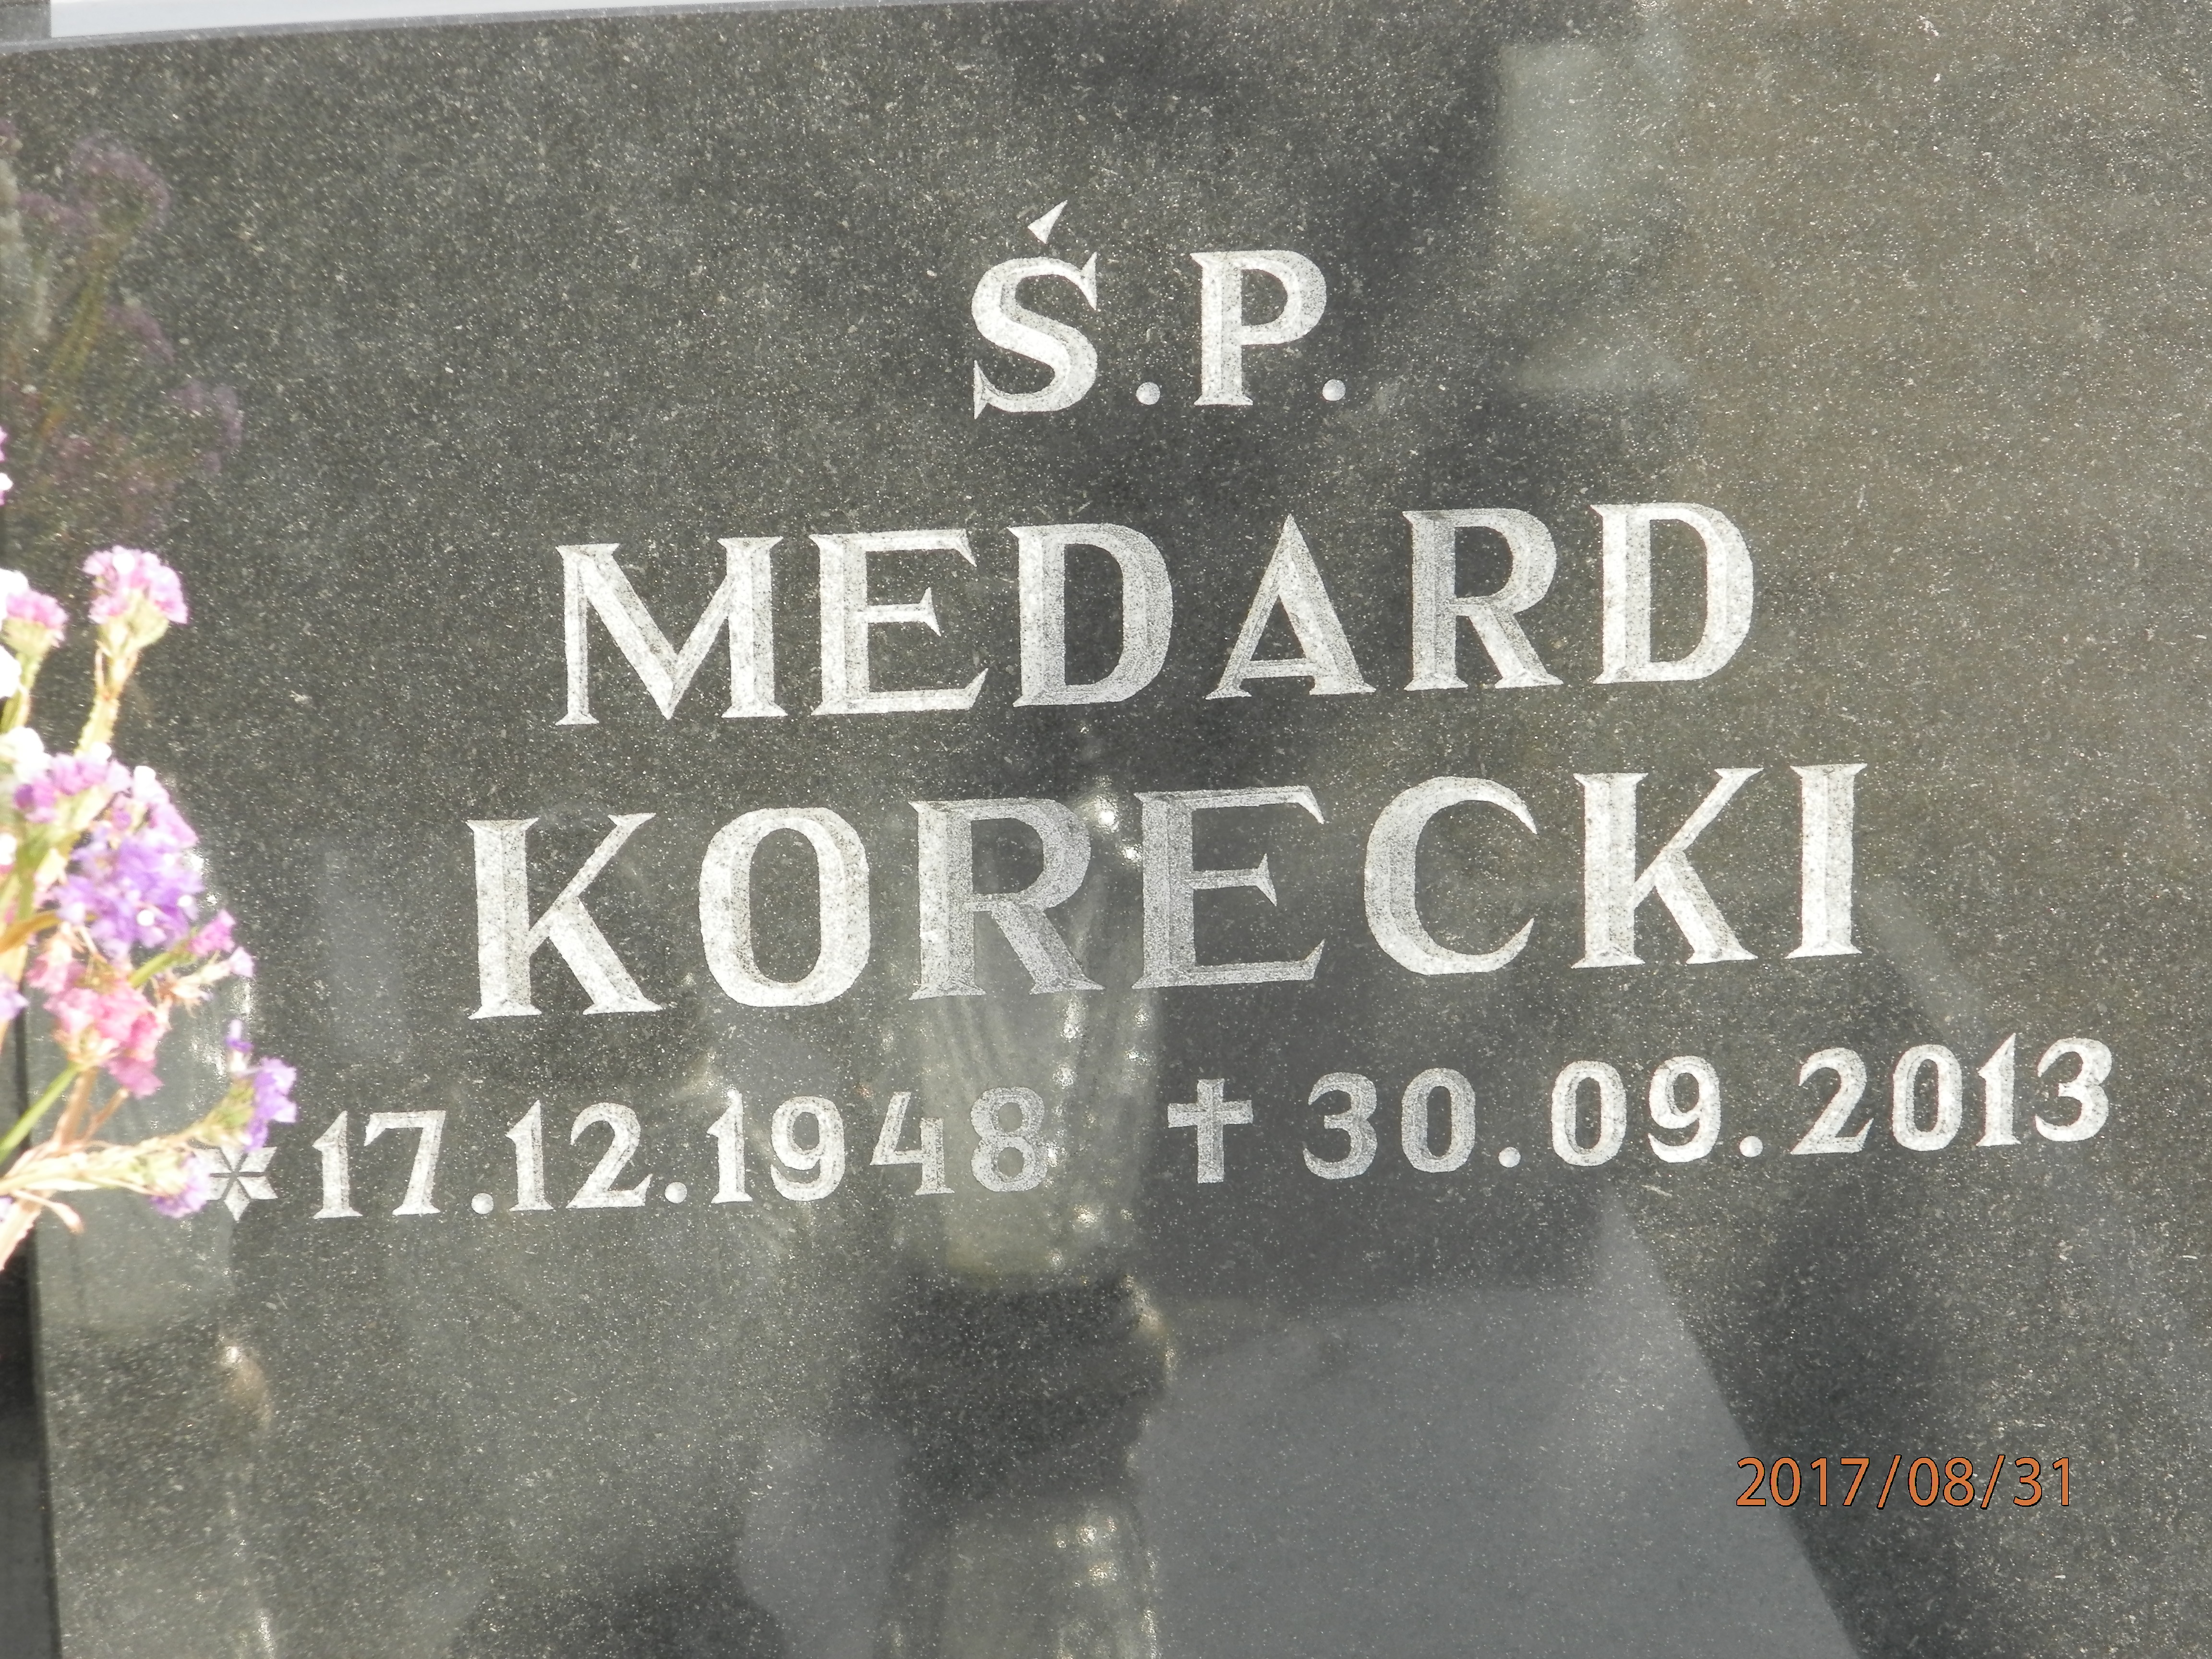 Ś.P.
MEDARD
KORECKI
* 17.12.1948 ✝ 30.09.2013
2017/08/31